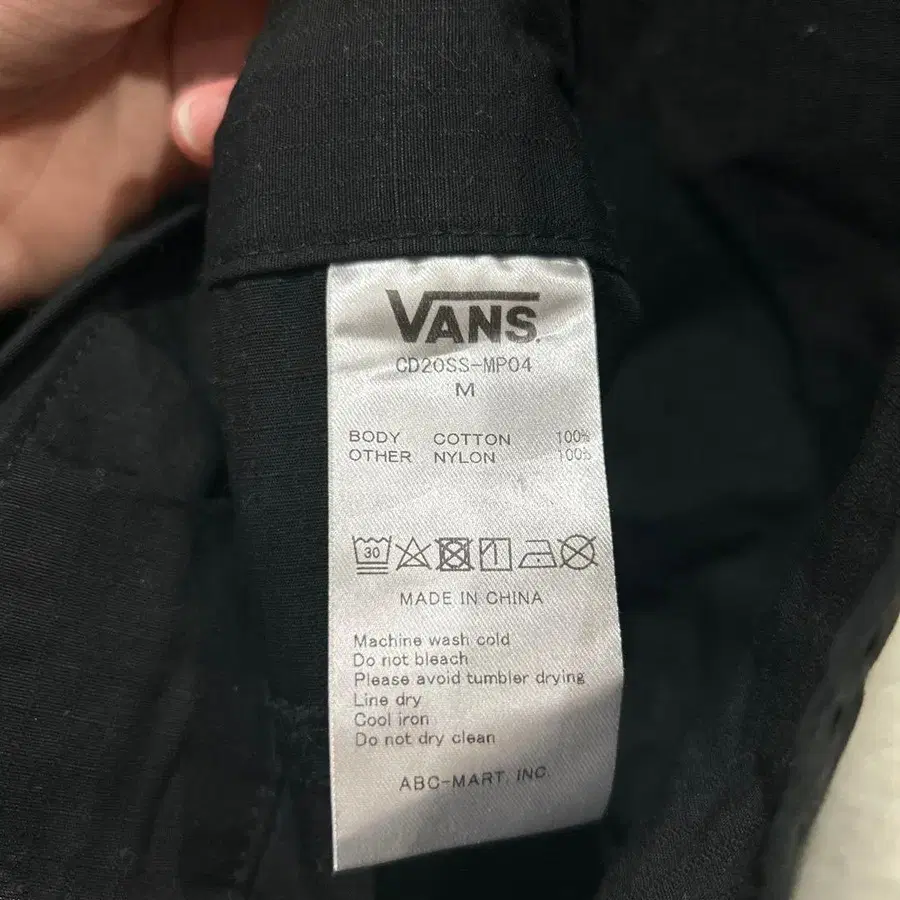 VANS
CD20SS-MP04
M
BODY COTTON 100%
OTHER NYLON 100%
30
MADE IN CHINA
Machine wash cold
Do not bleach
Please avoid tumbler drying
Line dry
Cool iron
Do not dry clean
ABC-MART, INC.